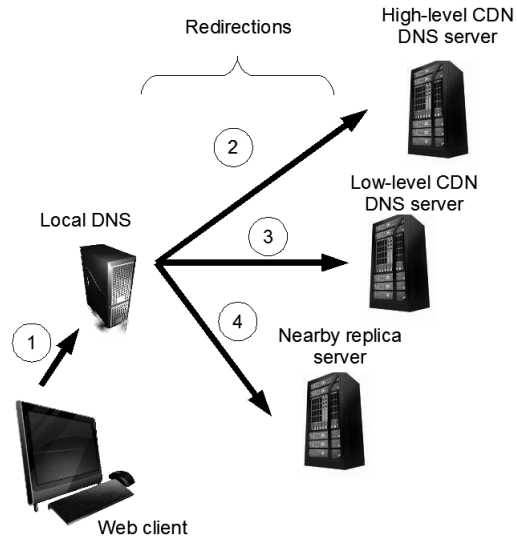 High-level CDN
DNS server
Redirections
2
Low-level CDN
DNS server
Local DNS
3
4
1
Nearby replica
server
Web client